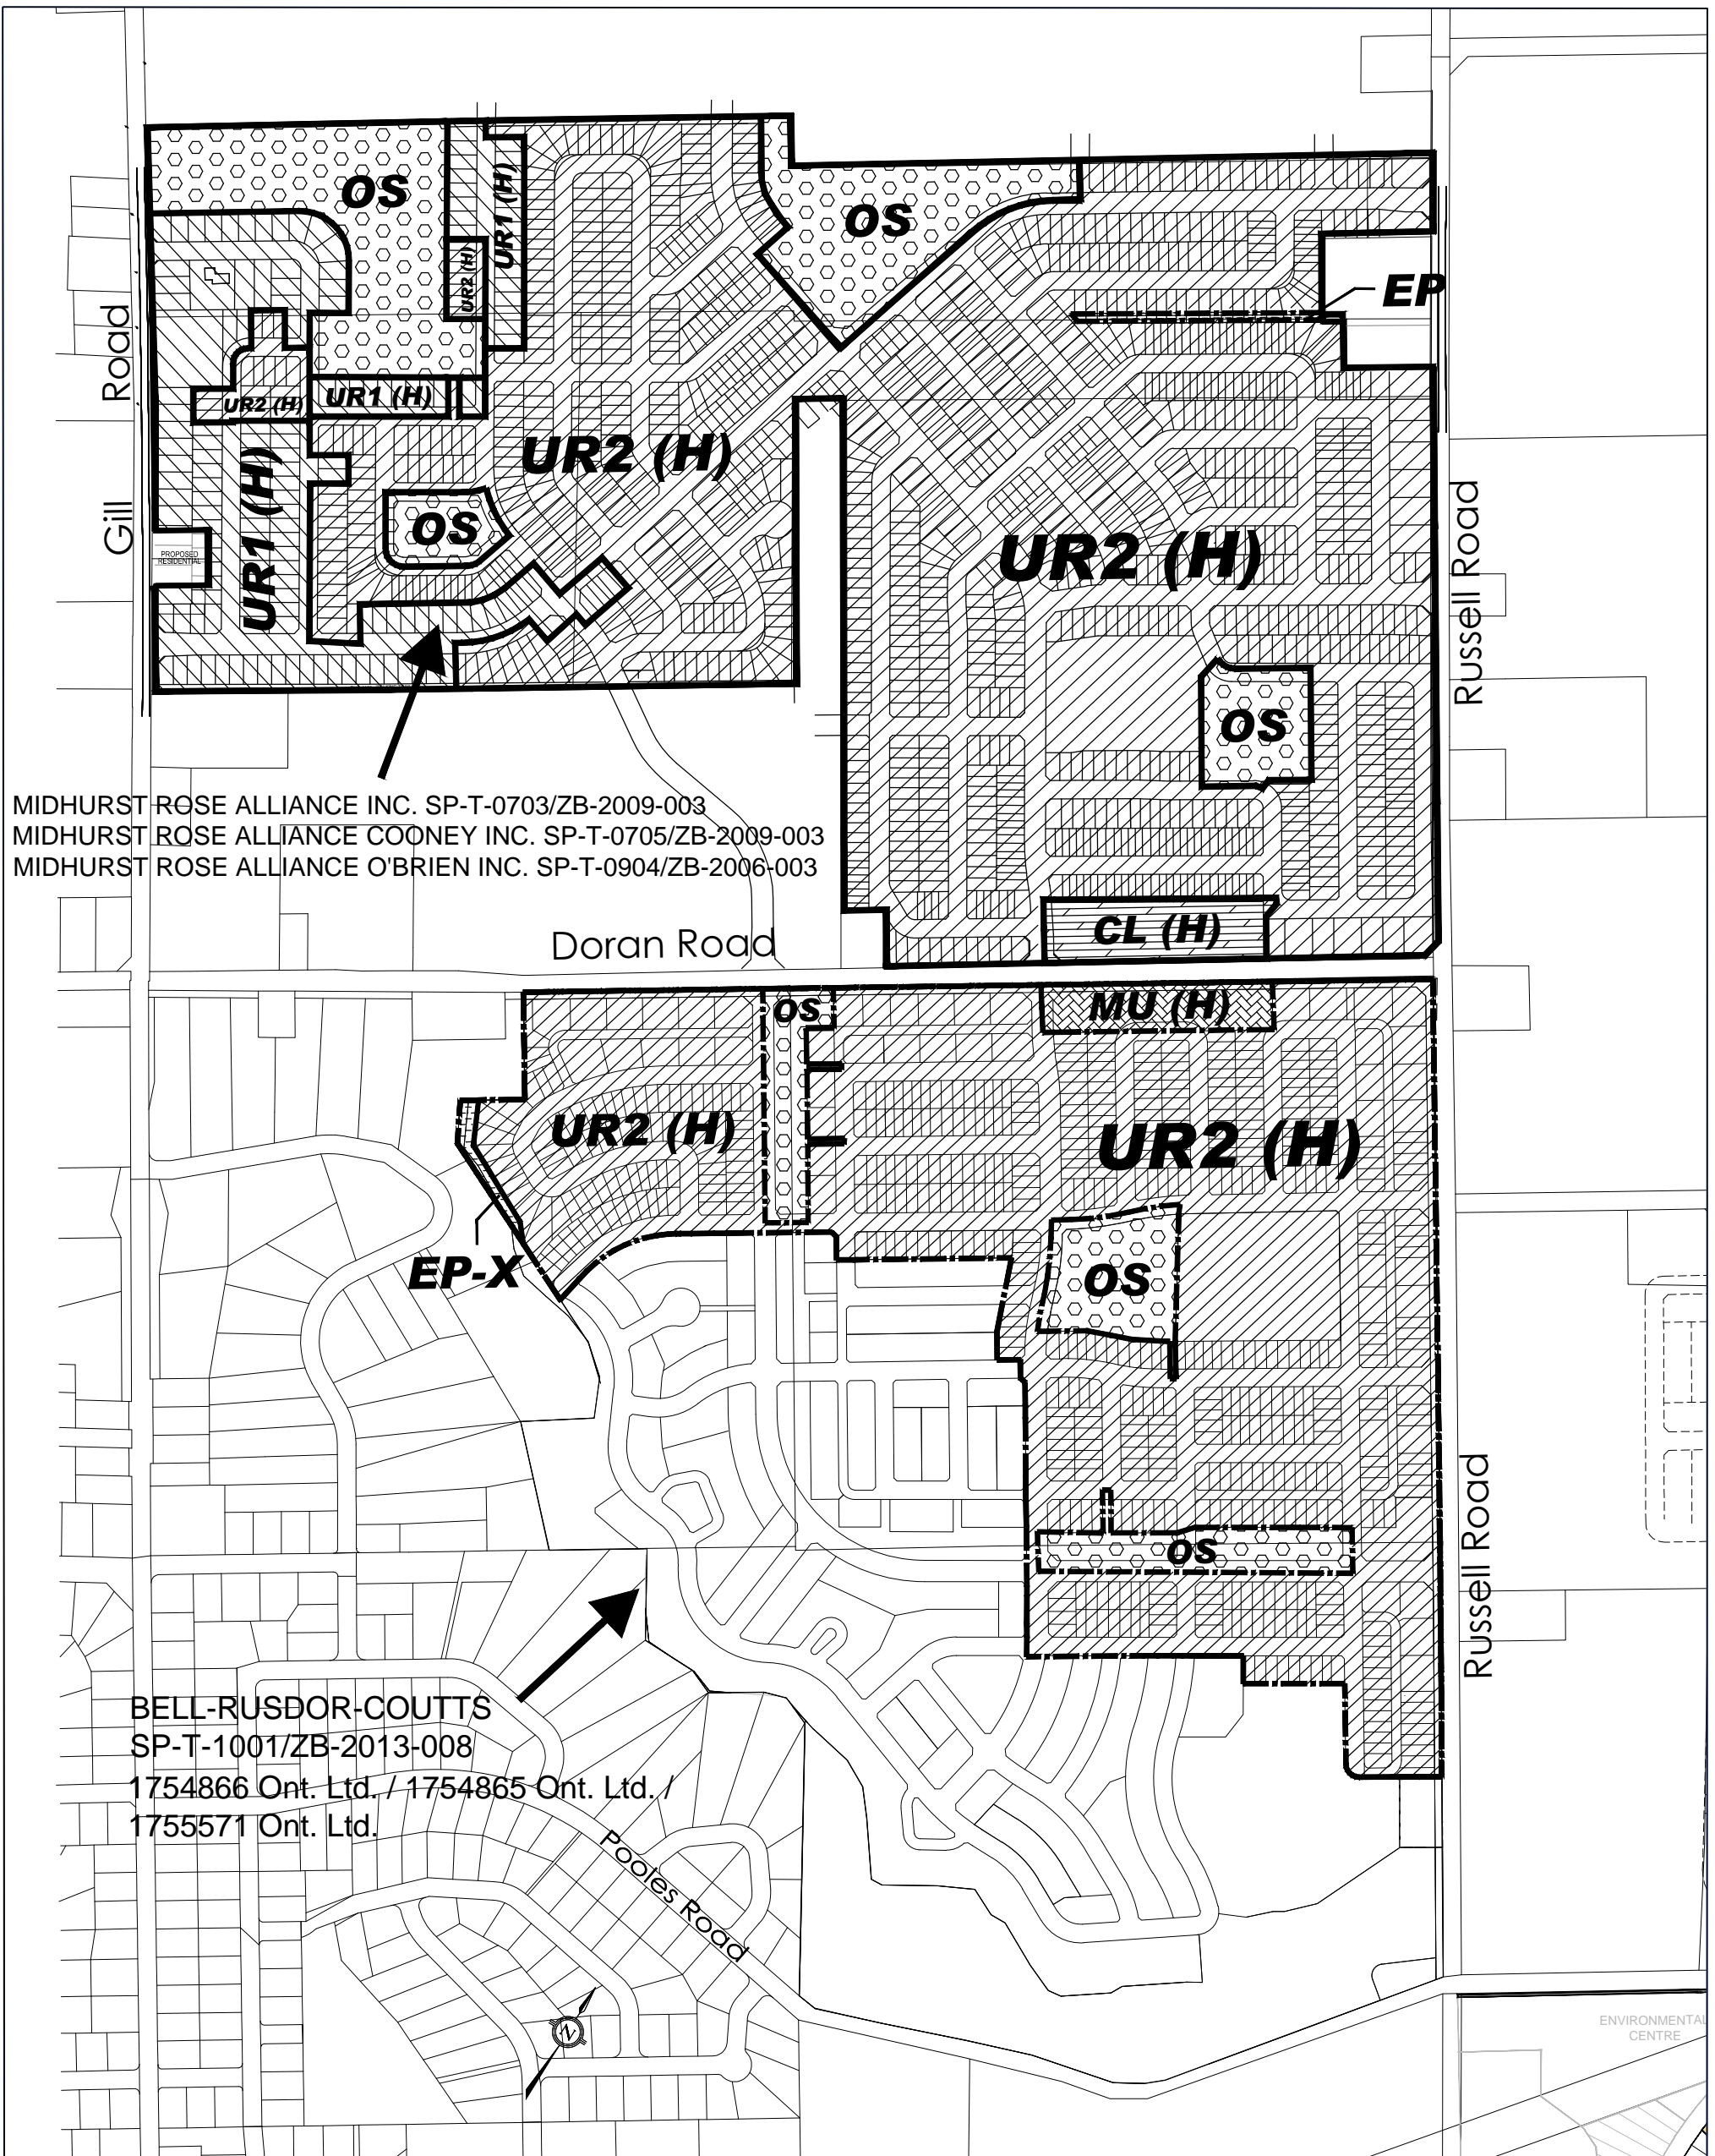 OS
UR1 (H)
OS
UR2 (H)
EP
Road
UR2 (H)
UR1 (H)
UR2 (H)
UR1 (H)
Gill
OS
PROPOSED
RESIDENTIAL
UR2 (H)
Russell Road
OS
MIDHURST ROSE ALLIANCE INC. SP-T-0703/ZB-2009-003
MIDHURST ROSE ALLIANCE COONEY INC. SP-T-0705/ZB-2009-003
MIDHURST ROSE ALLIANCE O'BRIEN INC. SP-T-0904/ZB-2006-003
CL (H)
Doran Road
OS
MU (H)
UR2 (H)
UR2 (H)
EP-X
OS
OS
Russell Road
BELL-RUSDOR-COUTTS
SP-T-1001/ZB-2013-008
1754866 Ont. Ltd. / 1754865 Ont. Ltd. /
1755571 Ont. Ltd.
Pooles Road
N
ENVIRONMENTAL
CENTRE